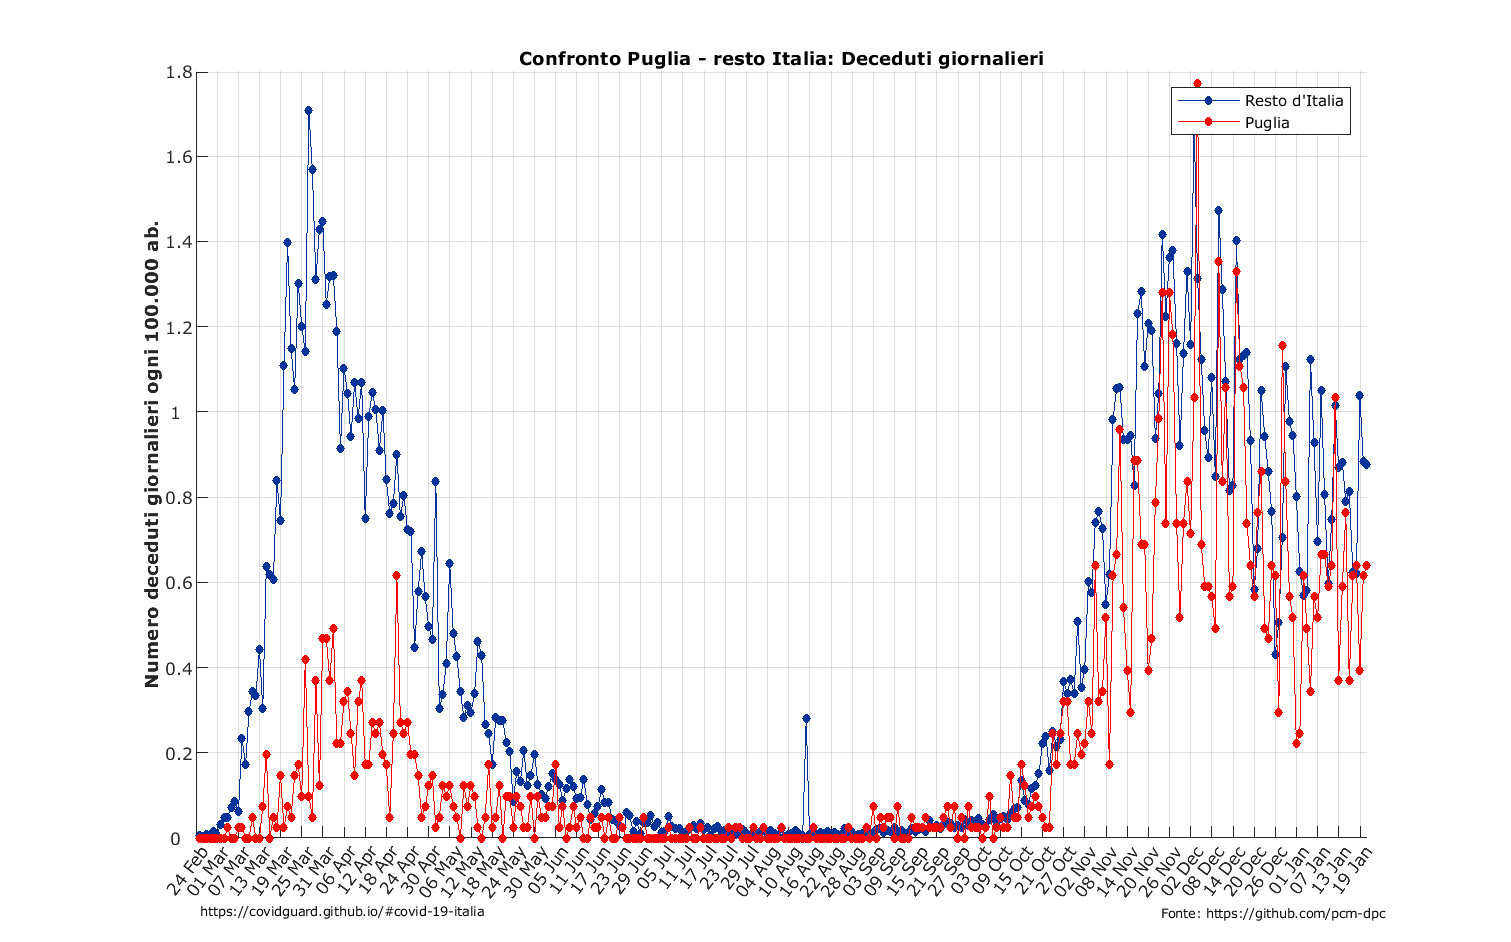 Confronto Puglia - resto Italia: Deceduti giornalieri
Numero deceduti giornalieri ogni 100.000 ab.
1.8
1.6
1.4
1.2
1
0.8
0.6
0.4
0.2
0
Resto d'Italia
Puglia
24 Feb
01 Mar
07 Mar
13 Mar
19 Mar
25 Mar
31 Mar
06 Apr
12 Apr
18 Apr
24 Apr
30 Apr
06 May
12 May
18 May
24 May
30 May
05 Jun
11 Jun
17 Jun
23 Jun
29 Jun
05 Jul
11 Jul
17 Jul
23 Jul
29 Jul
04 Aug
10 Aug
16 Aug
22 Aug
28 Aug
03 Sep
09 Sep
15 Sep
21 Sep
27 Sep
03 Oct
09 Oct
15 Oct
21 Oct
27 Oct
02 Nov
08 Nov
14 Nov
20 Nov
26 Nov
02 Dec
08 Dec
14 Dec
20 Dec
26 Dec
01 Jan
07 Jan
13 Jan
19 Jan
https://covidguard.github.io/#covid-19-italia
Fonte: https://github.com/pcm-dpc